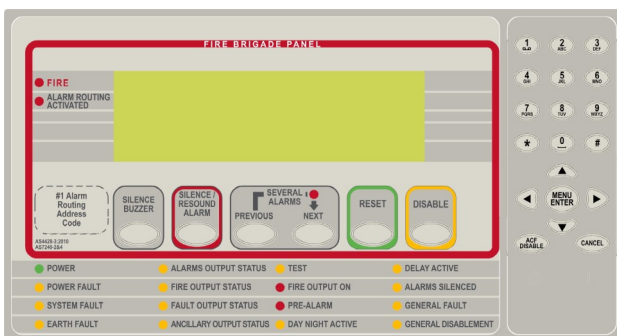 FIRE BRIGADE PANEL
FIRE
ALARM ROUTING
ACTIVATED
#1 Alarm
Routing
Address
Code
AS4428-3:2010
AS7240-2&4
SILENCE
BUZZER
SILENCE /
RESOUND
ALARM
SEVERAL
ALARMS
PREVIOUS
NEXT
RESET
DISABLE
POWER
ALARMS OUTPUT STATUS
TEST
DELAY ACTIVE
POWER FAULT
FIRE OUTPUT STATUS
FIRE OUTPUT ON
ALARMS SILENCED
SYSTEM FAULT
FAULT OUTPUT STATUS
PRE-ALARM
GENERAL FAULT
EARTH FAULT
ANCILLARY OUTPUT STATUS
DAY NIGHT ACTIVE
GENERAL DISABLEMENT
1
2
ABC
3
DEF
4
GHI
5
JKL
6
MNO
7
PQRS
8
TUV
9
WXYZ
*
0
#
MENU
ENTER
ACF
DISABLE
CANCEL